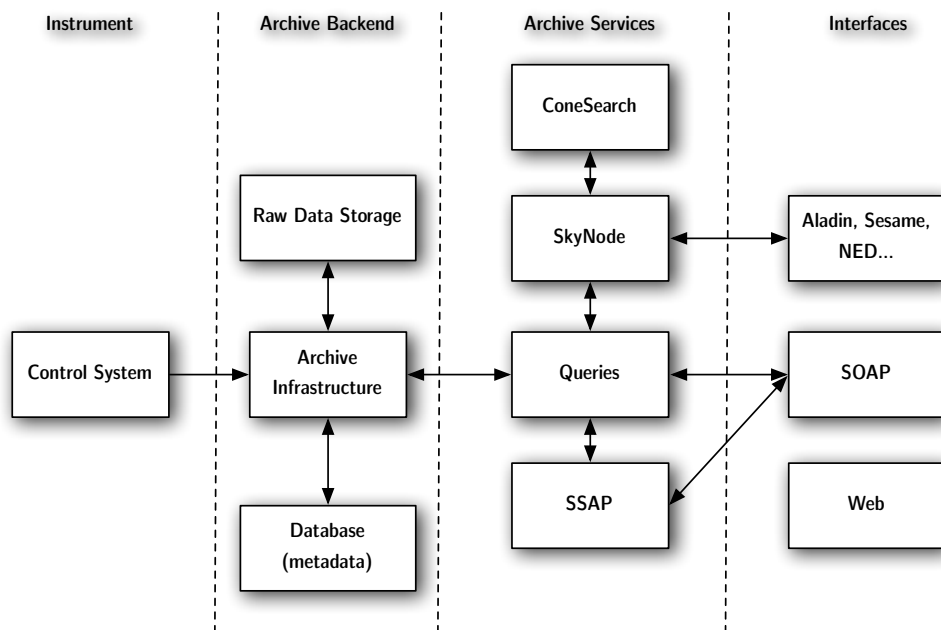 Instrument
Archive Backend
Archive Services
Interfaces
ConeSearch
Raw Data Storage
SkyNode
Aladin, Sesame,
NED...
Control System
Archive
Infrastructure
Queries
SOAP
SSAP
Web
Database
(metadata)